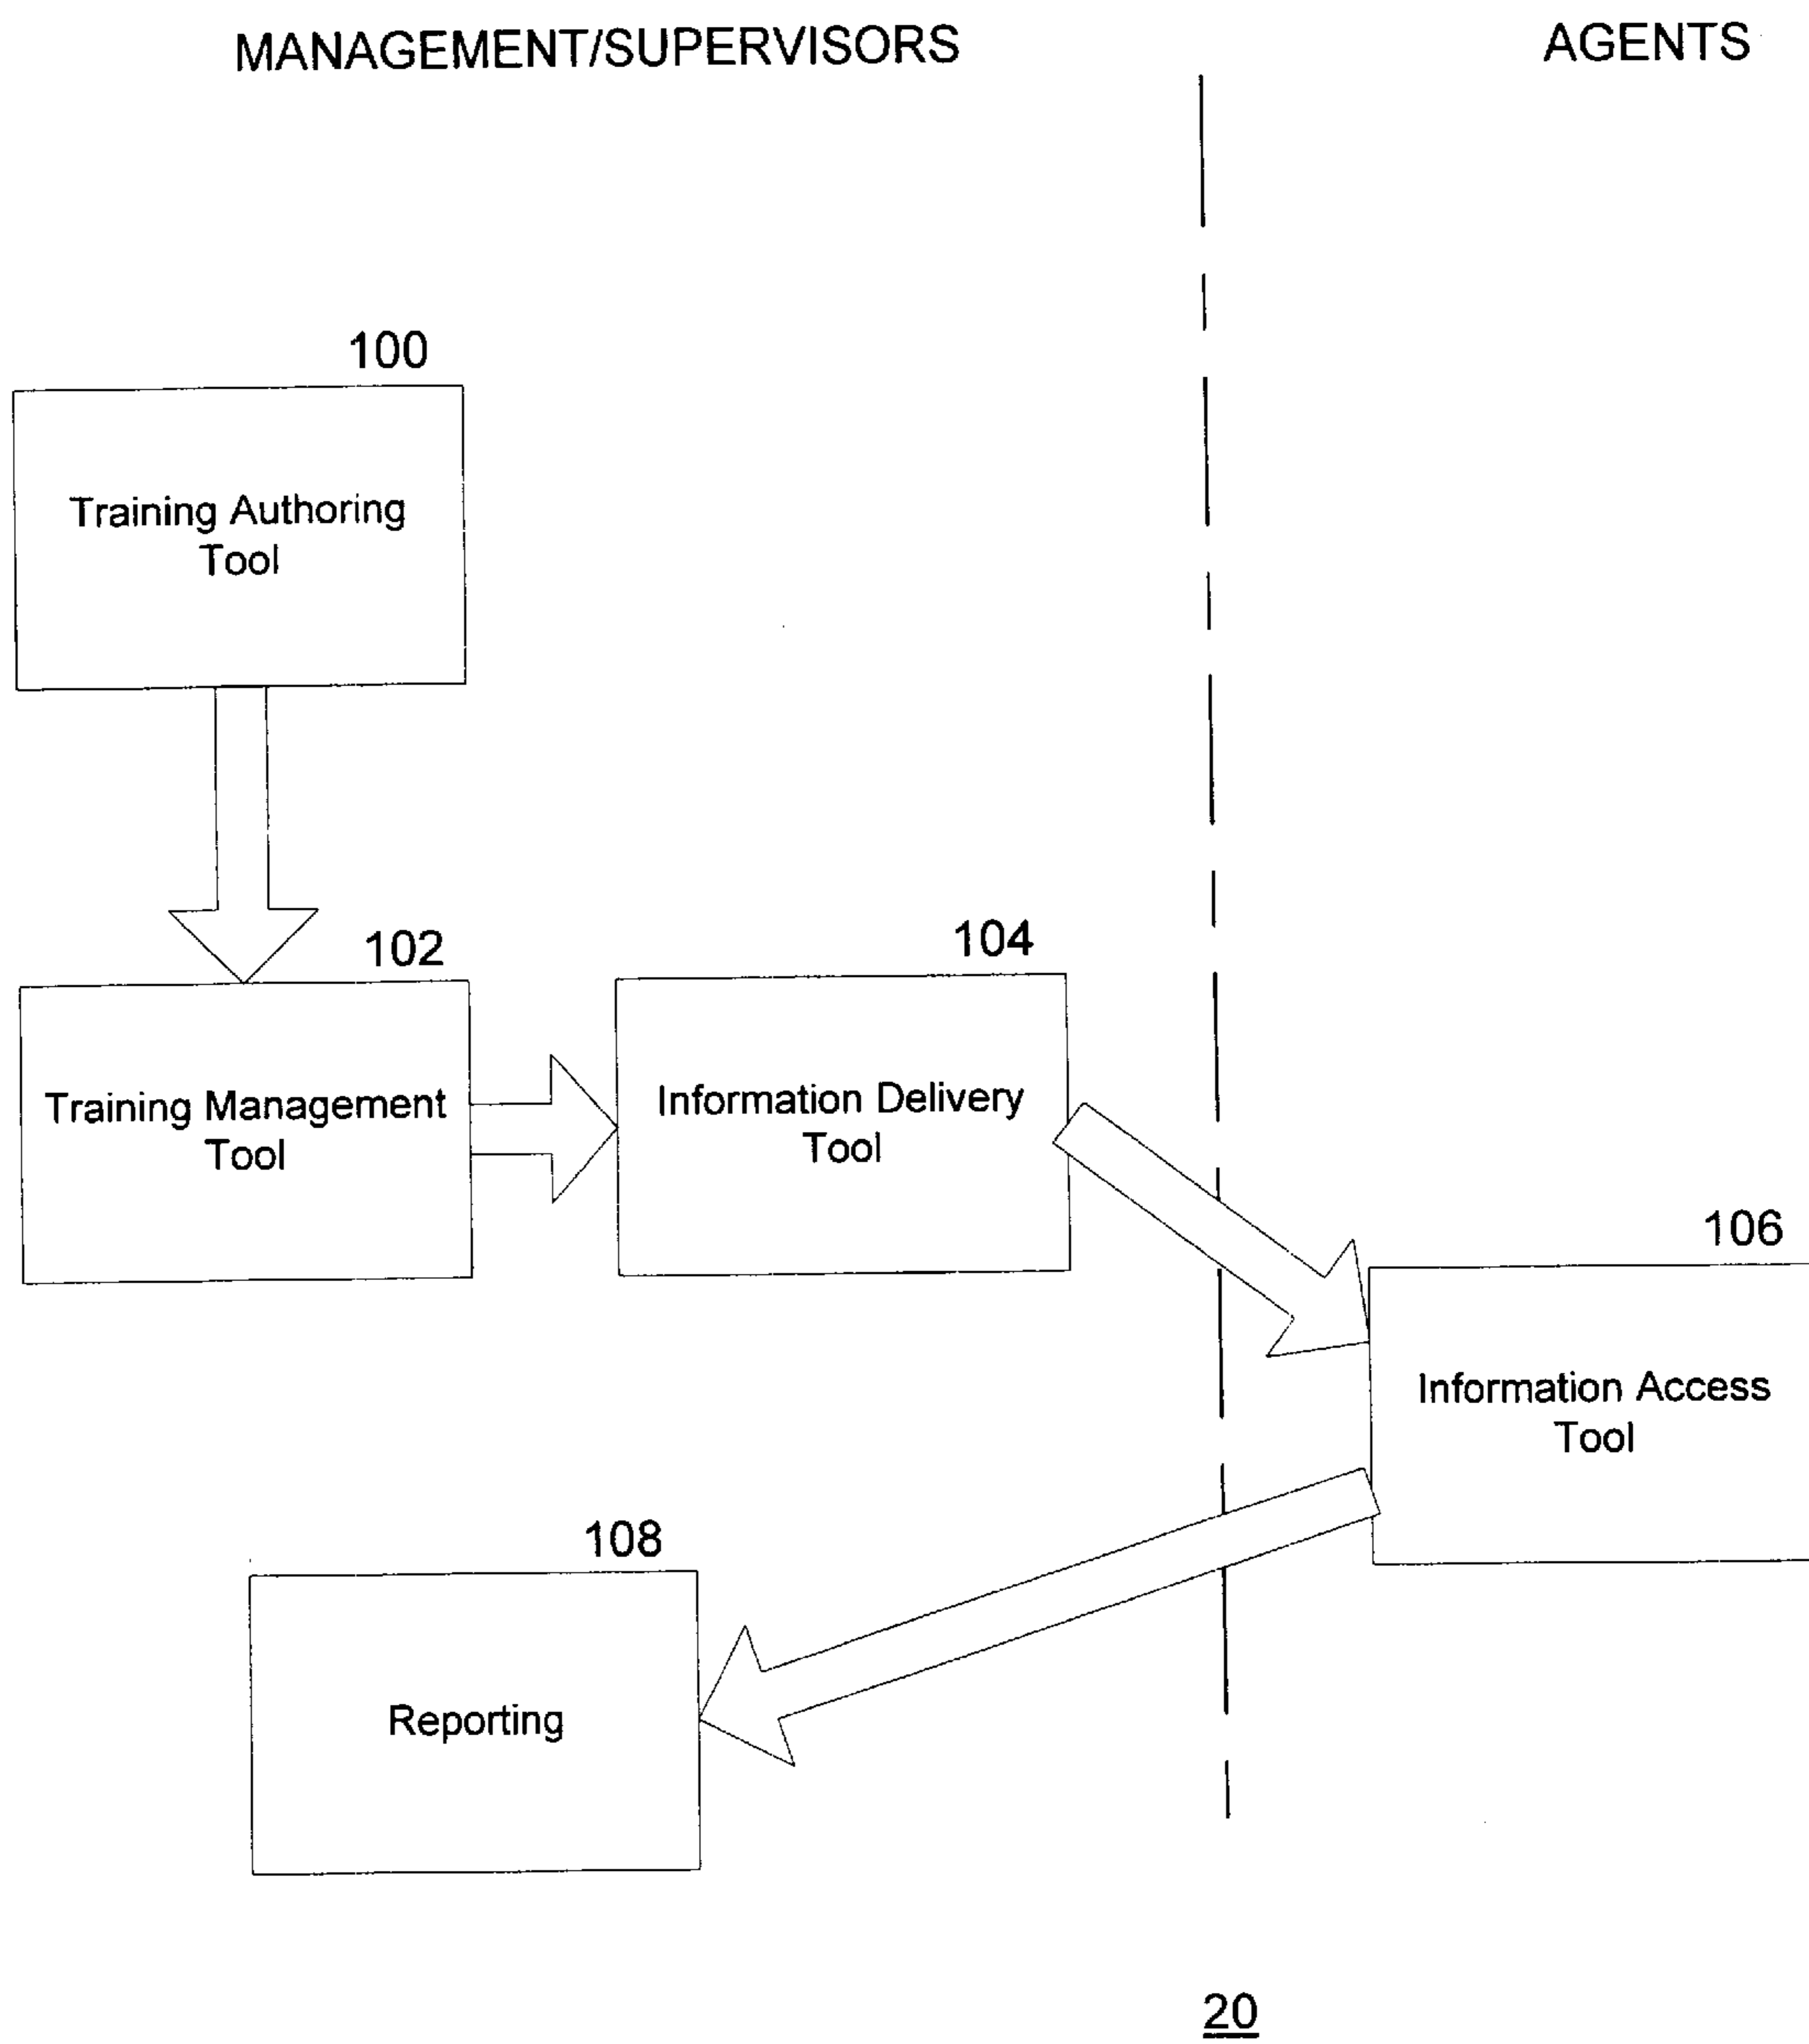 MANAGEMENT/SUPERVISORS
AGENTS
100
Training Authoring
Tool
102
Training Management
Tool
104
Information Delivery
Tool
106
Information Access
Tool
108
Reporting
20